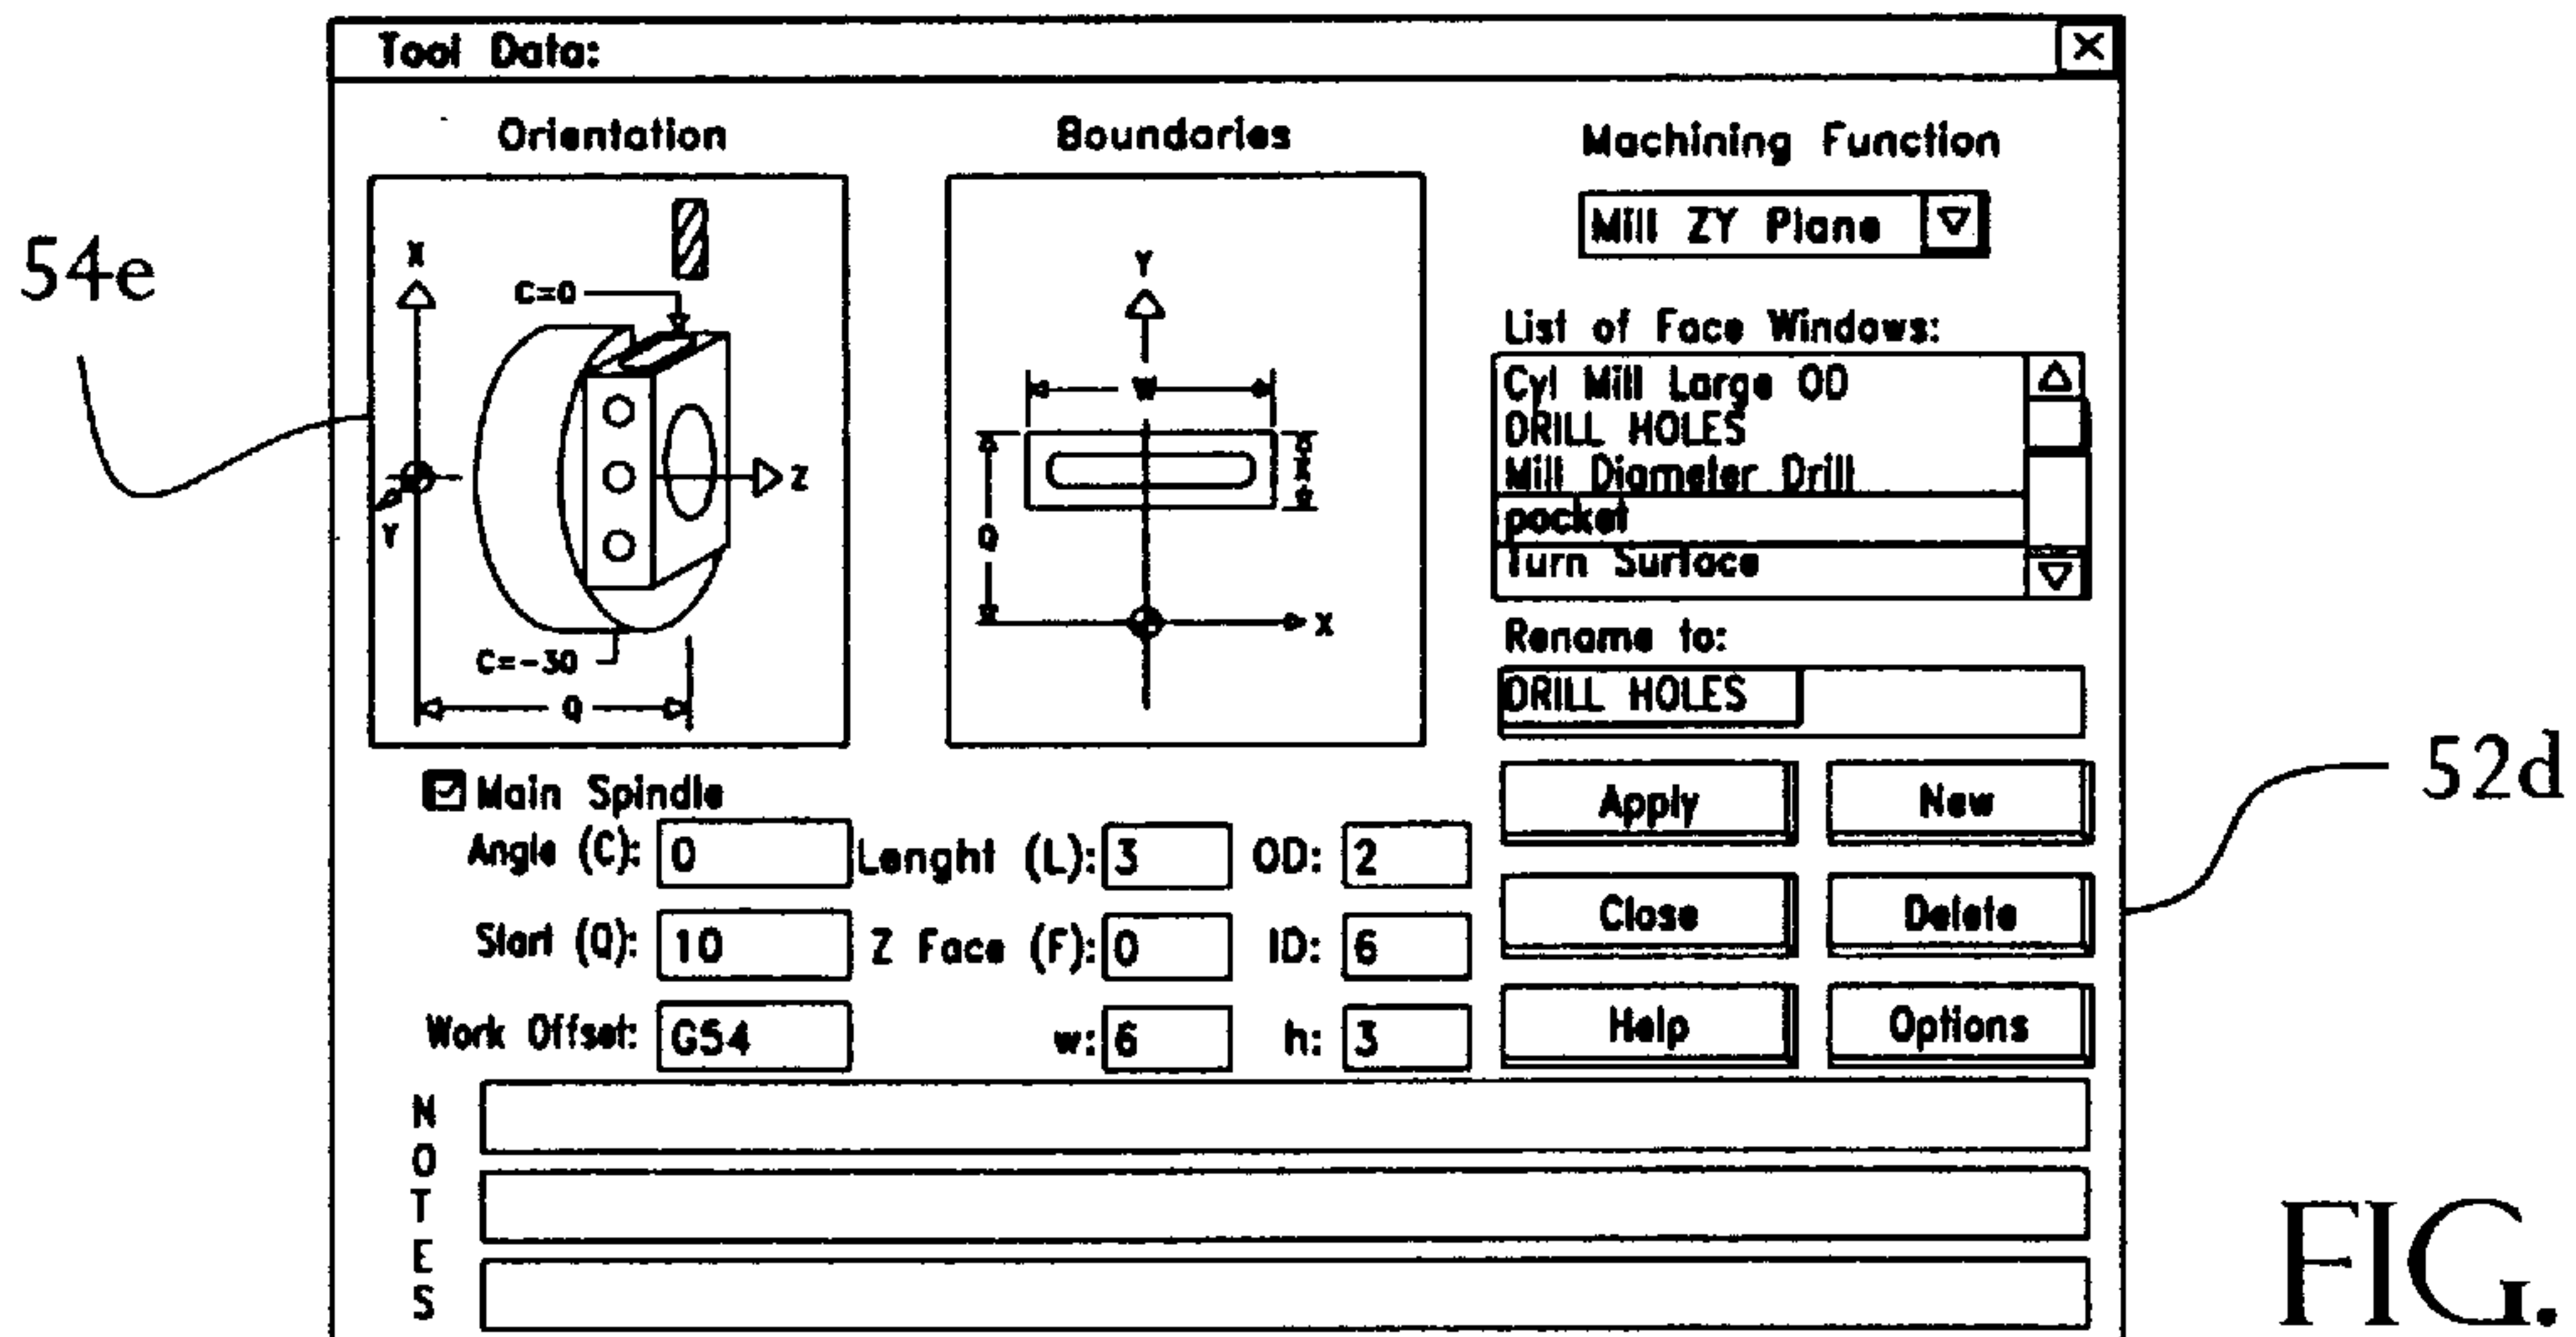 Tool Data:
Orientation
Boundaries
Machining Function
Mill ZY Plane
54e
X
C=0
Z
Y
C=-30
Q
Y
W
H
Q
X
List of Face Windows:
Cyl Mill Large OD
DRILL HOLES
Mill Diameter Drill
pocket
Turn Surface
Rename to:
DRILL HOLES
Main Spindle
Apply
New
52d
Angle (C): 0 Lenght (L): 3 OD: 2
Close
Delete
Start (Q): 10 Z Face (F): 0 ID: 6
Help
Options
Work Offset: G54 w: 6 h: 3
NOTES
FIG.